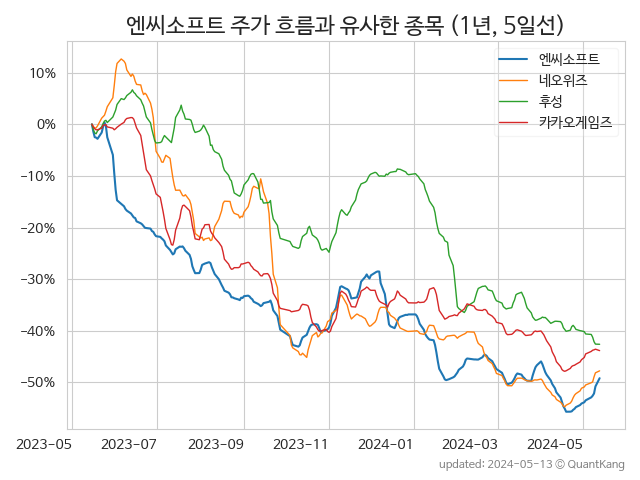 엔씨소프트 주가 흐름과 유사한 종목 (1년, 5일선)
엔씨소프트
네오위즈
후성
카카오게임즈
10%
0%
−10%
−20%
−30%
−40%
−50%
2023-05
2023-07
2023-09
2023-11
2024-01
2024-03
2024-05
updated: 2024-05-13 © QuantKang